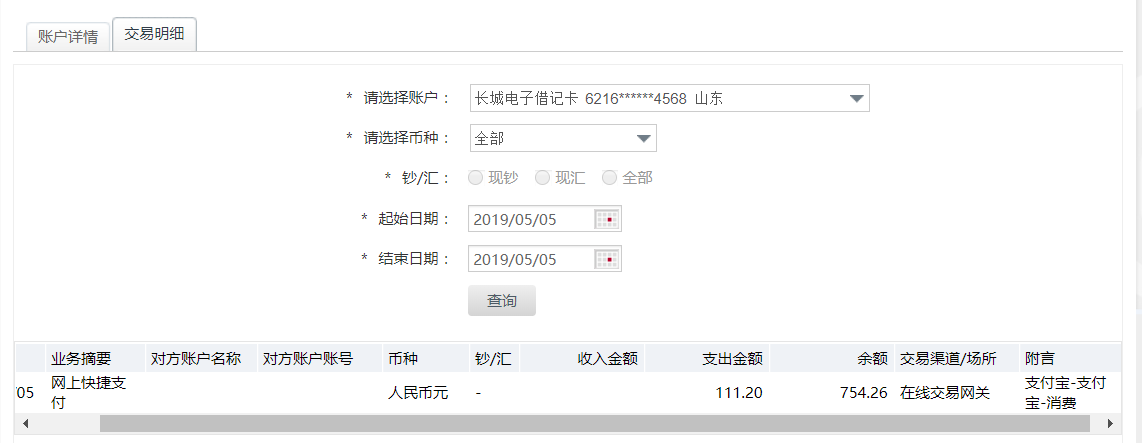 账户详情 交易明细
* 请选择账户： 长城电子借记卡 6216******4568 山东
* 请选择币种： 全部
* 钞/汇： 现钞 现汇 全部
* 起始日期： 2019/05/05
* 结束日期： 2019/05/05
查询
业务摘要 对方账户名称 对方账户账号 币种 钞/汇 收入金额 支出金额 余额 交易渠道/场所 附言
/05 网上快捷支付 人民币元 - 111.20 754.26 在线交易网关 支付宝-支付宝-消费